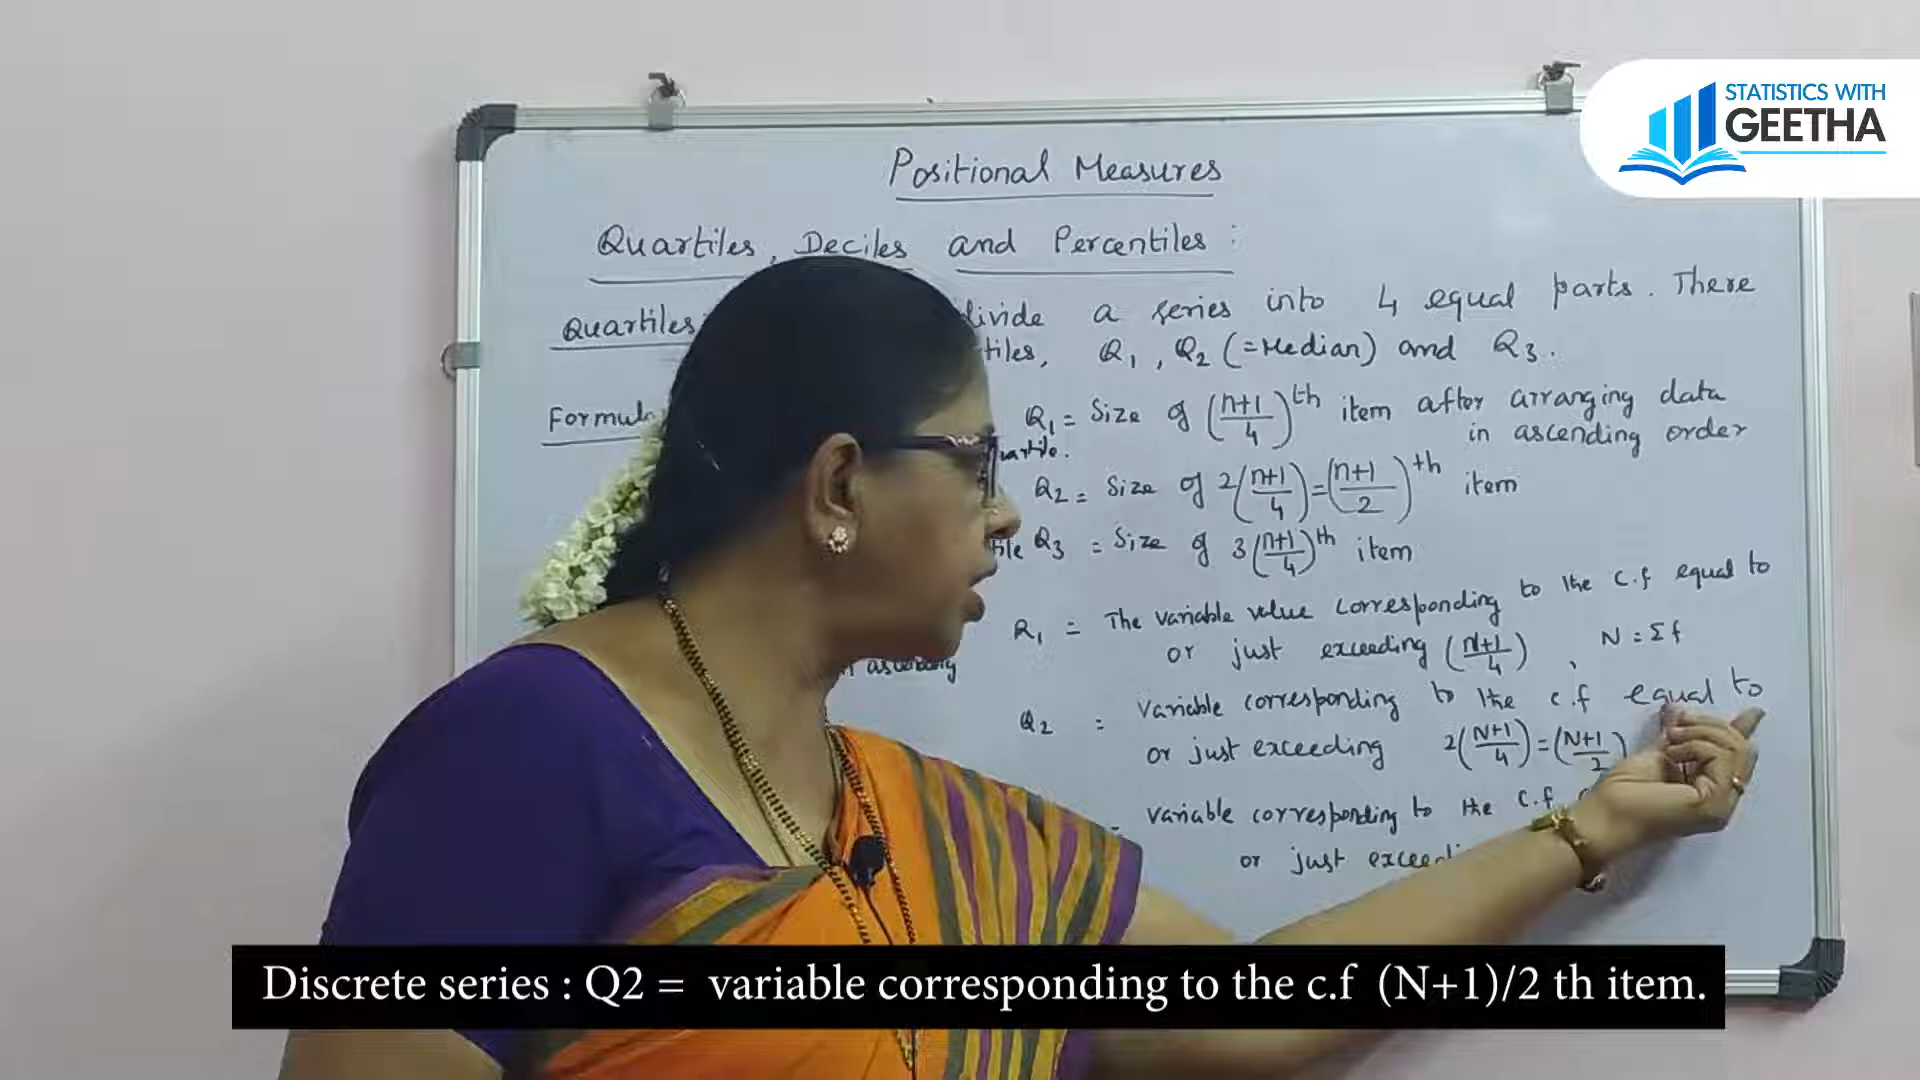 STATISTICS WITH
GEETHA
Positional Measures
Quartiles, Deciles and Percentiles :
Quartiles divide a series into 4 equal parts. There
Q1, Q2 (=Median) and Q3.
Q1 = Size of (n+1/4)th item after arranging data
in ascending order
Q2 = Size of 2(n+1/4) = (n+1/2)th item
Q3 = Size of 3(n+1/4)th item
Q1 = The variable value corresponding to the c.f equal to
or just exceeding (N+1/4), N = Σf
ascending
Q2 = variable corresponding to the c.f equal to
or just exceeding 2(N+1/4) = (N+1/2)
variable corresponding to the c.f
or just
Discrete series : Q2 = variable corresponding to the c.f (N+1)/2 th item.